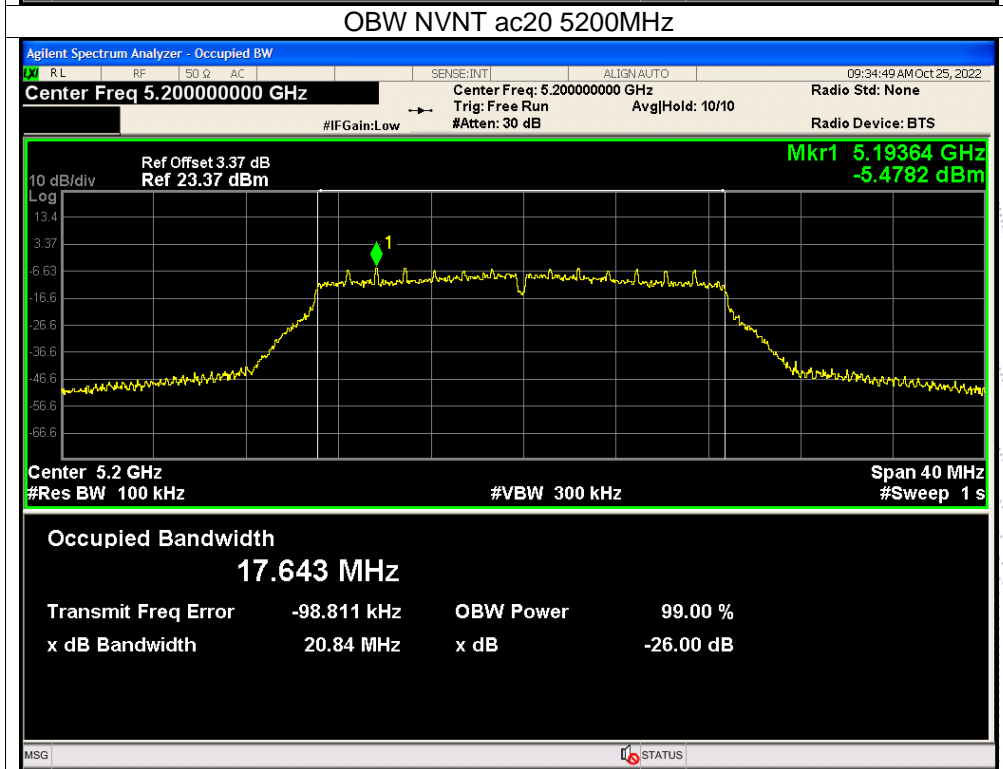 OBW NVNT ac20 5200MHz
Agilent Spectrum Analyzer - Occupied BW
LXI RL RF 50 Ω AC SENSE:INT ALIGN AUTO 09:34:49 AM Oct 25, 2022
Center Freq 5.200000000 GHz Center Freq: 5.200000000 GHz Radio Std: None
Trig: Free Run Avg|Hold: 10/10
#IFGain:Low #Atten: 30 dB Radio Device: BTS
Mkr1 5.19364 GHz
-5.4782 dBm
Ref Offset 3.37 dB
10 dB/div Ref 23.37 dBm
Log
13.4
3.37
1
-6.63
-16.6
-26.6
-36.6
-46.6
-56.6
-66.6
Center 5.2 GHz Span 40 MHz
#Res BW 100 kHz #VBW 300 kHz #Sweep 1 s
Occupied Bandwidth
17.643 MHz
Transmit Freq Error -98.811 kHz OBW Power 99.00 %
x dB Bandwidth 20.84 MHz x dB -26.00 dB
MSG STATUS